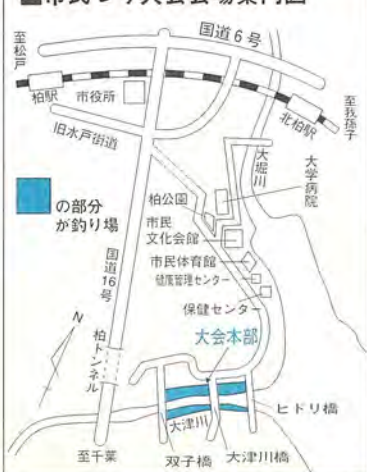 ■市民つり大会会場案内図
国道6号
至松戸
柏駅
市役所
北柏駅
至我孫子
旧水戸街道
大堀川
大学病院
柏公園
市民文化会館
市民体育館
健康管理センター
保健センター
の部分
が釣り場
国道16号
N
柏トンネル
大会本部
ヒドリ橋
大津川
至千葉
双子橋
大津川橋